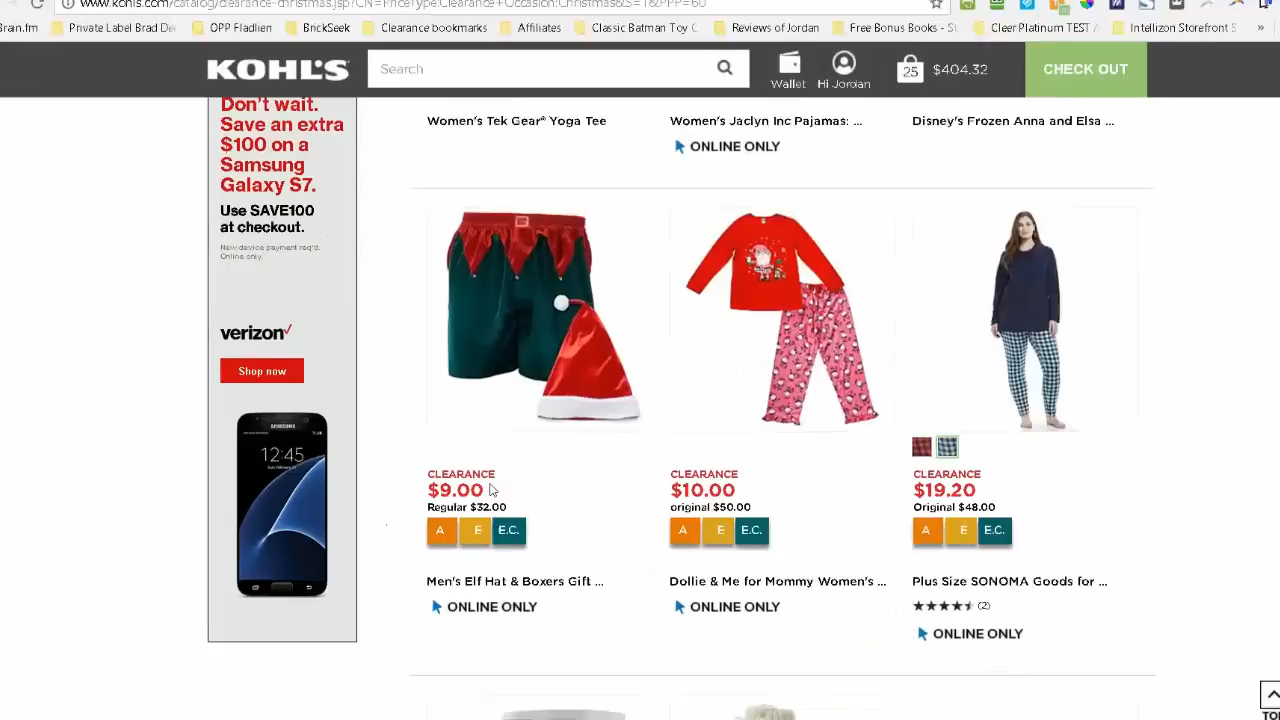 www.kohls.com/catalog/clearance-christmas.jsp?CN=PriceType:Clearance+Occasion:Christmas&S=1&PPP=60
Brain.fm
Private Label Brad De
OPP Fladlien
BrickSeek
Clearance bookmarks
Affiliates
Classic Batman Toy C
Reviews of Jordan
Free Bonus Books - Su
CleerPlatinum TEST /
Intellizon Storefront S
»
KOHL'S
Search
Wallet
Hi Jordan
25
$404.32
CHECK OUT
Don't wait.
Save an extra
$100 on a
Samsung
Galaxy S7.
Use SAVE100
at checkout.
New device payment req'd.
Online only.
verizon
Shop now
SAMSUNG
12:45
Women's Tek Gear® Yoga Tee
Women's Jaclyn Inc Pajamas: ...
ONLINE ONLY
Disney's Frozen Anna and Elsa ...
CLEARANCE
$9.00
Regular $32.00
A E E.C.
Men's Elf Hat & Boxers Gift ...
ONLINE ONLY
CLEARANCE
$10.00
original $50.00
A E E.C.
Dollie & Me for Mommy Women's ...
ONLINE ONLY
CLEARANCE
$19.20
Original $48.00
A E E.C.
Plus Size SONOMA Goods for ...
(2)
ONLINE ONLY